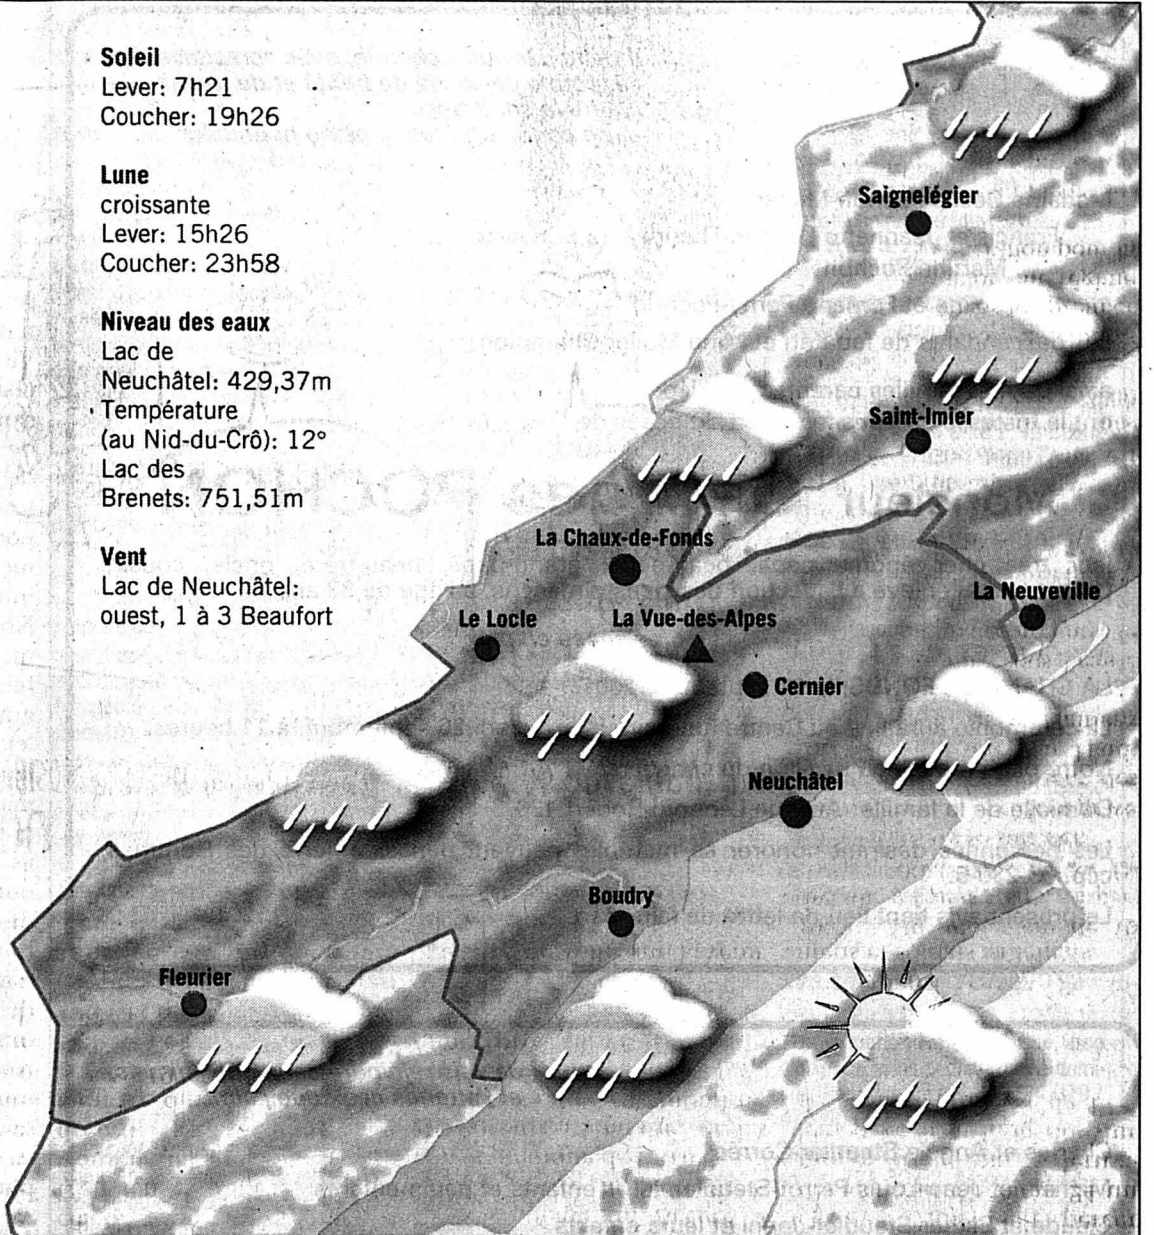 Soleil
Lever: 7h21
Coucher: 19h26
Lune
croissante
Lever: 15h26
Coucher: 23h58
Niveau des eaux
Lac de
Neuchâtel: 429,37m
Température
(au Nid-du-Crô): 12°
Lac des
Brenets: 751,51m
Vent
Lac de Neuchâtel:
ouest, 1 à 3 Beaufort
Saignelégier
Saint-Imier
La Chaux-de-Fonds
La Neuveville
Le Locle
La Vue-des-Alpes
Cernier
Neuchâtel
Boudry
Fleurier